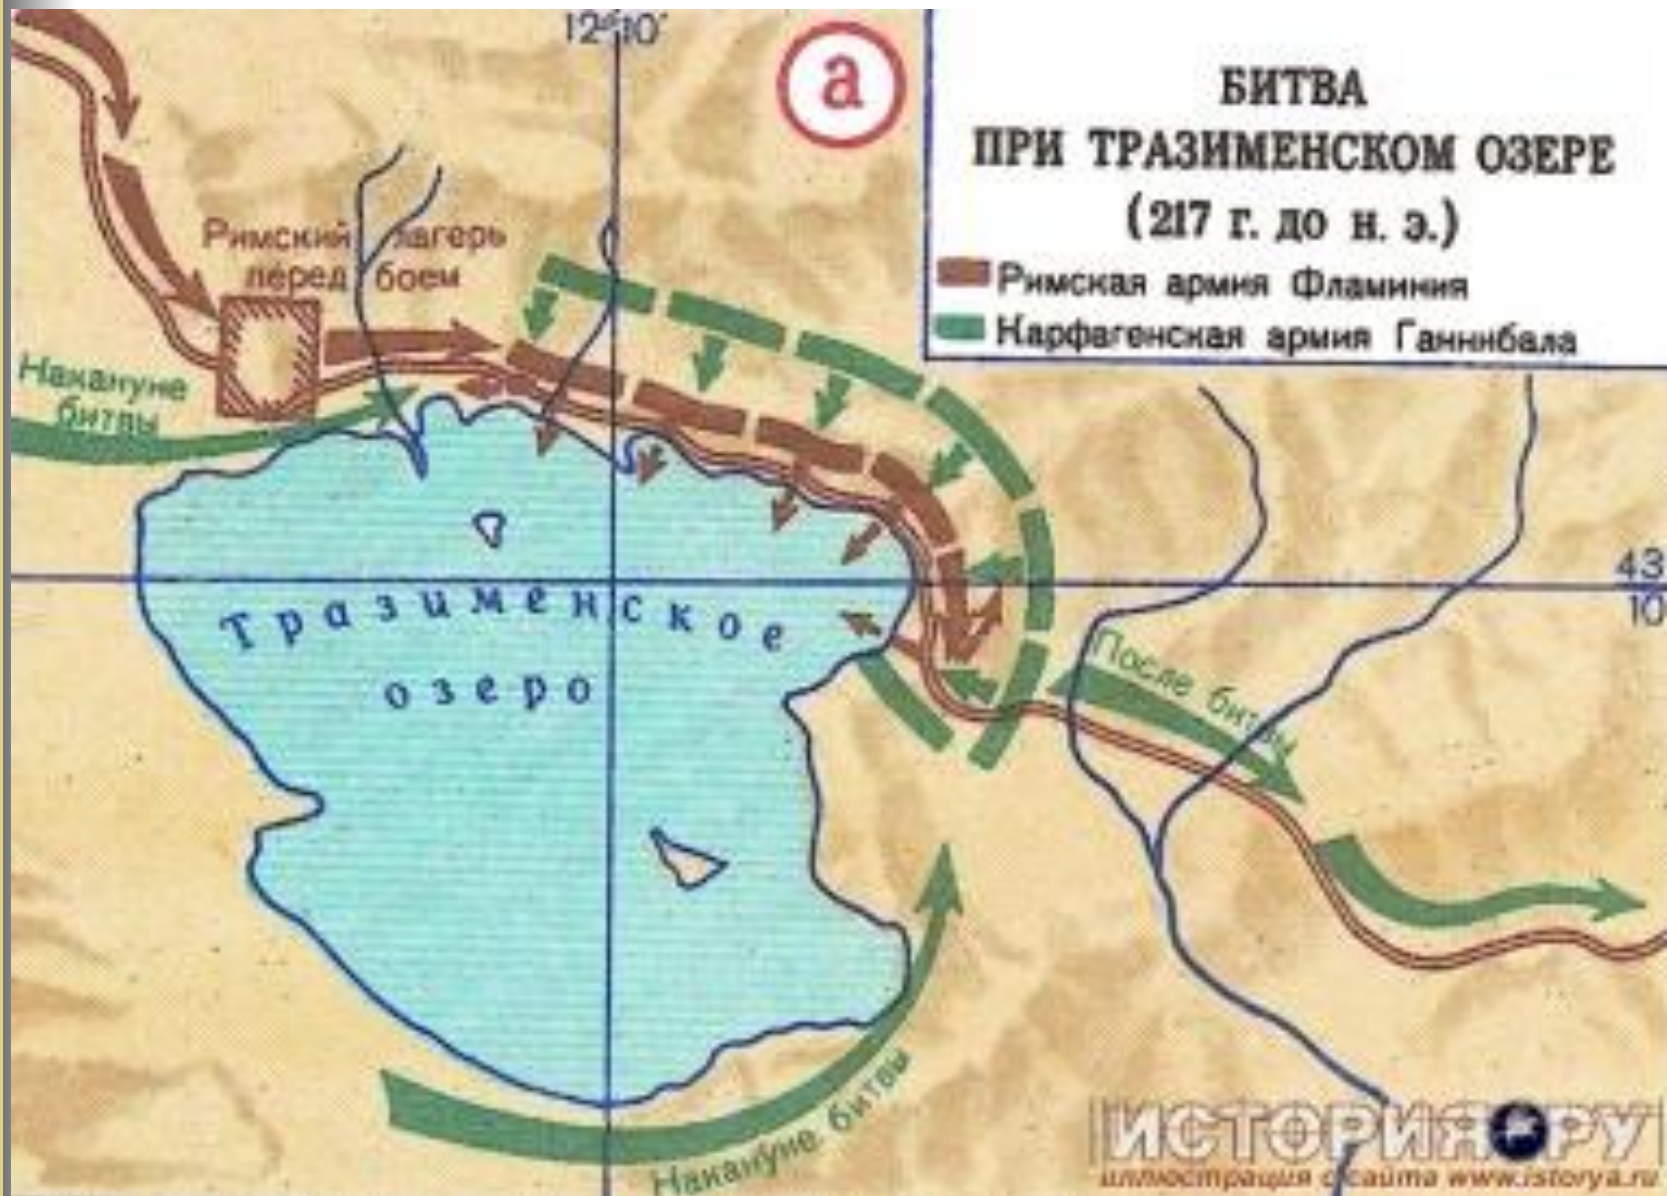 12°10'
а
БИТВА
ПРИ ТРАЗИМЕНСКОМ ОЗЕРЕ
(217 г. до н. э.)
Римская армия Фламиния
Карфагенская армия Ганнибала
Римский лагерь
перед боем
Накануне
битвы
43
10'
Тразименское
озеро
После битвы
Накануне битвы
ИСТОРИЯ РУ
иллюстрация с сайта www.istorya.ru